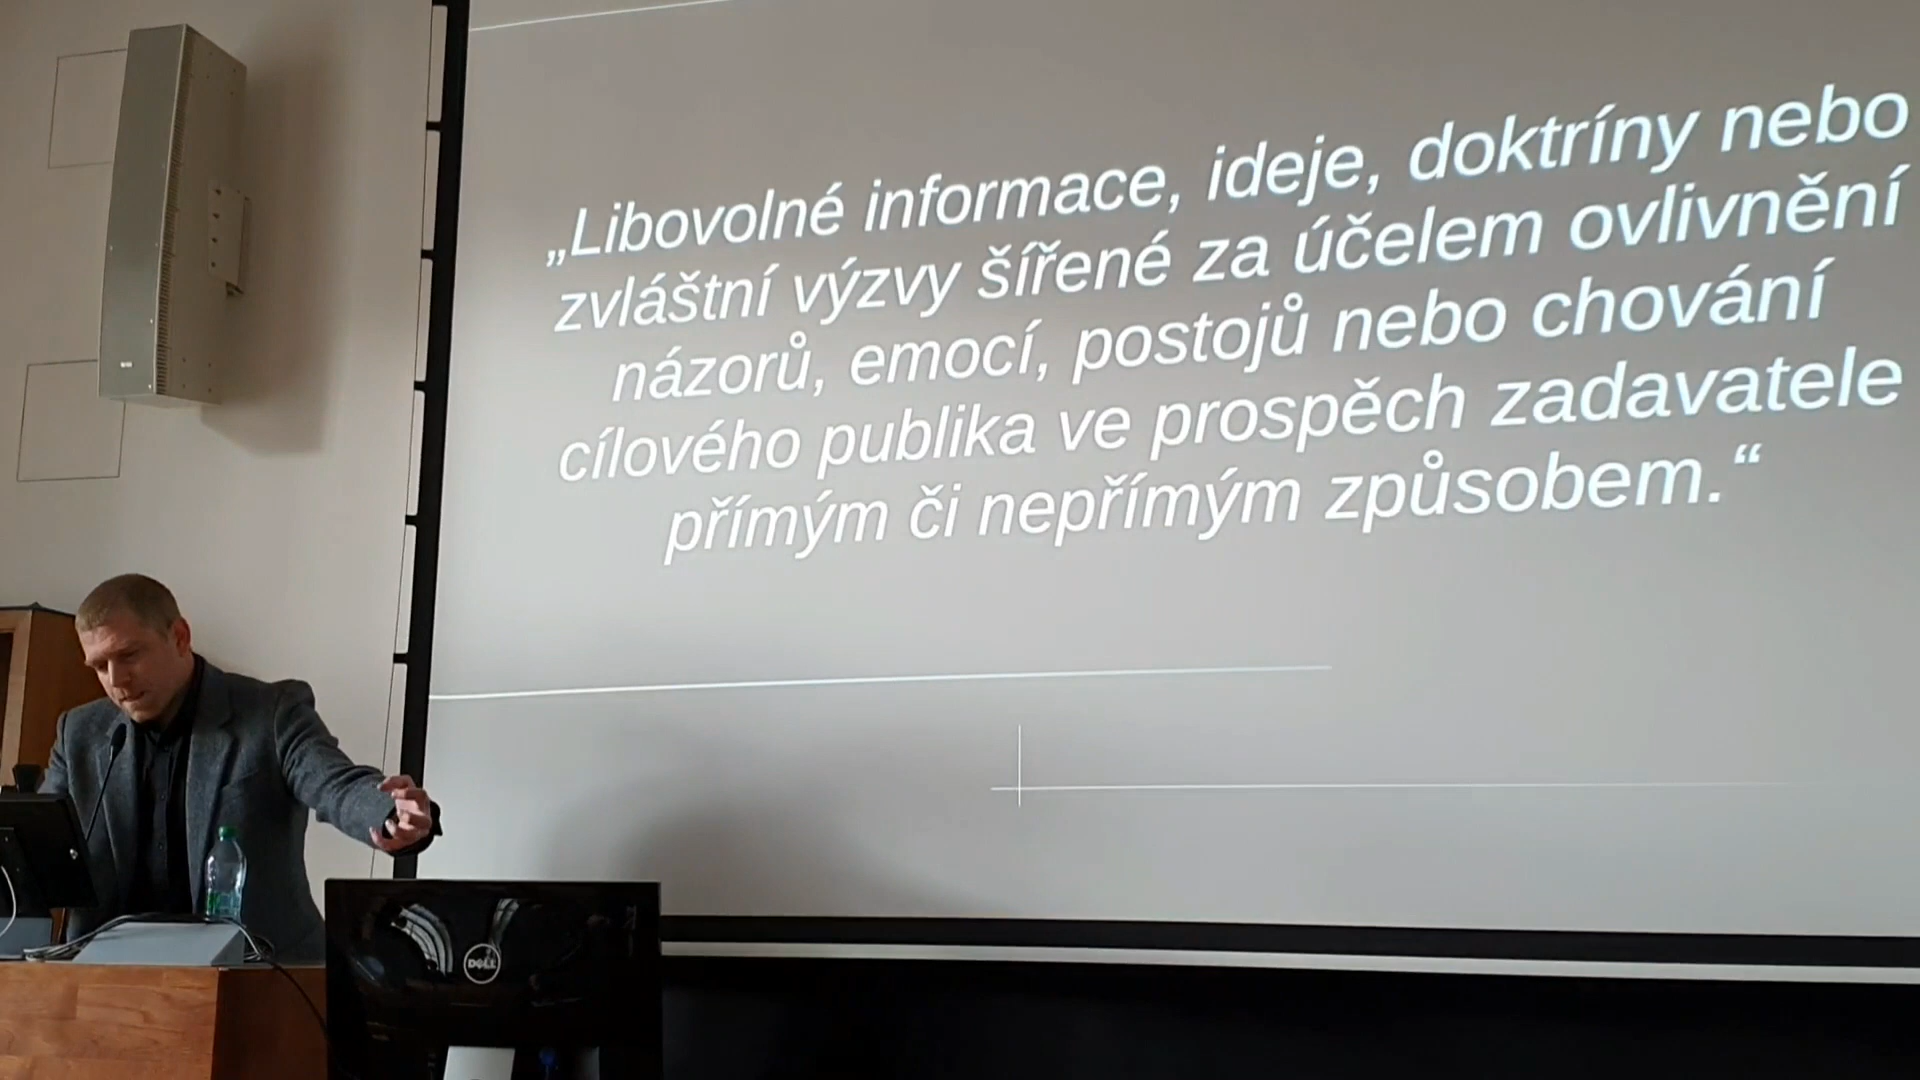 „Libovolné informace, ideje, doktríny nebo
zvláštní výzvy šířené za účelem ovlivnění
názorů, emocí, postojů nebo chování
cílového publika ve prospěch zadavatele
přímým či nepřímým způsobem.“
DELL